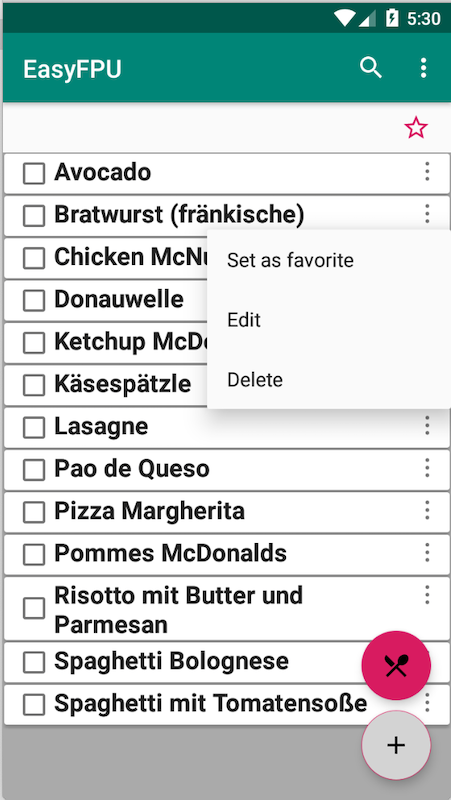 5:30
EasyFPU
Avocado
Bratwurst (fränkische)
Chicken McNu
Set as favorite
Donauwelle
Edit
Ketchup McDo
Käsespätzle
Delete
Lasagne
Pao de Queso
Pizza Margherita
Pommes McDonalds
Risotto mit Butter und
Parmesan
Spaghetti Bolognese
Spaghetti mit Tomatensoße